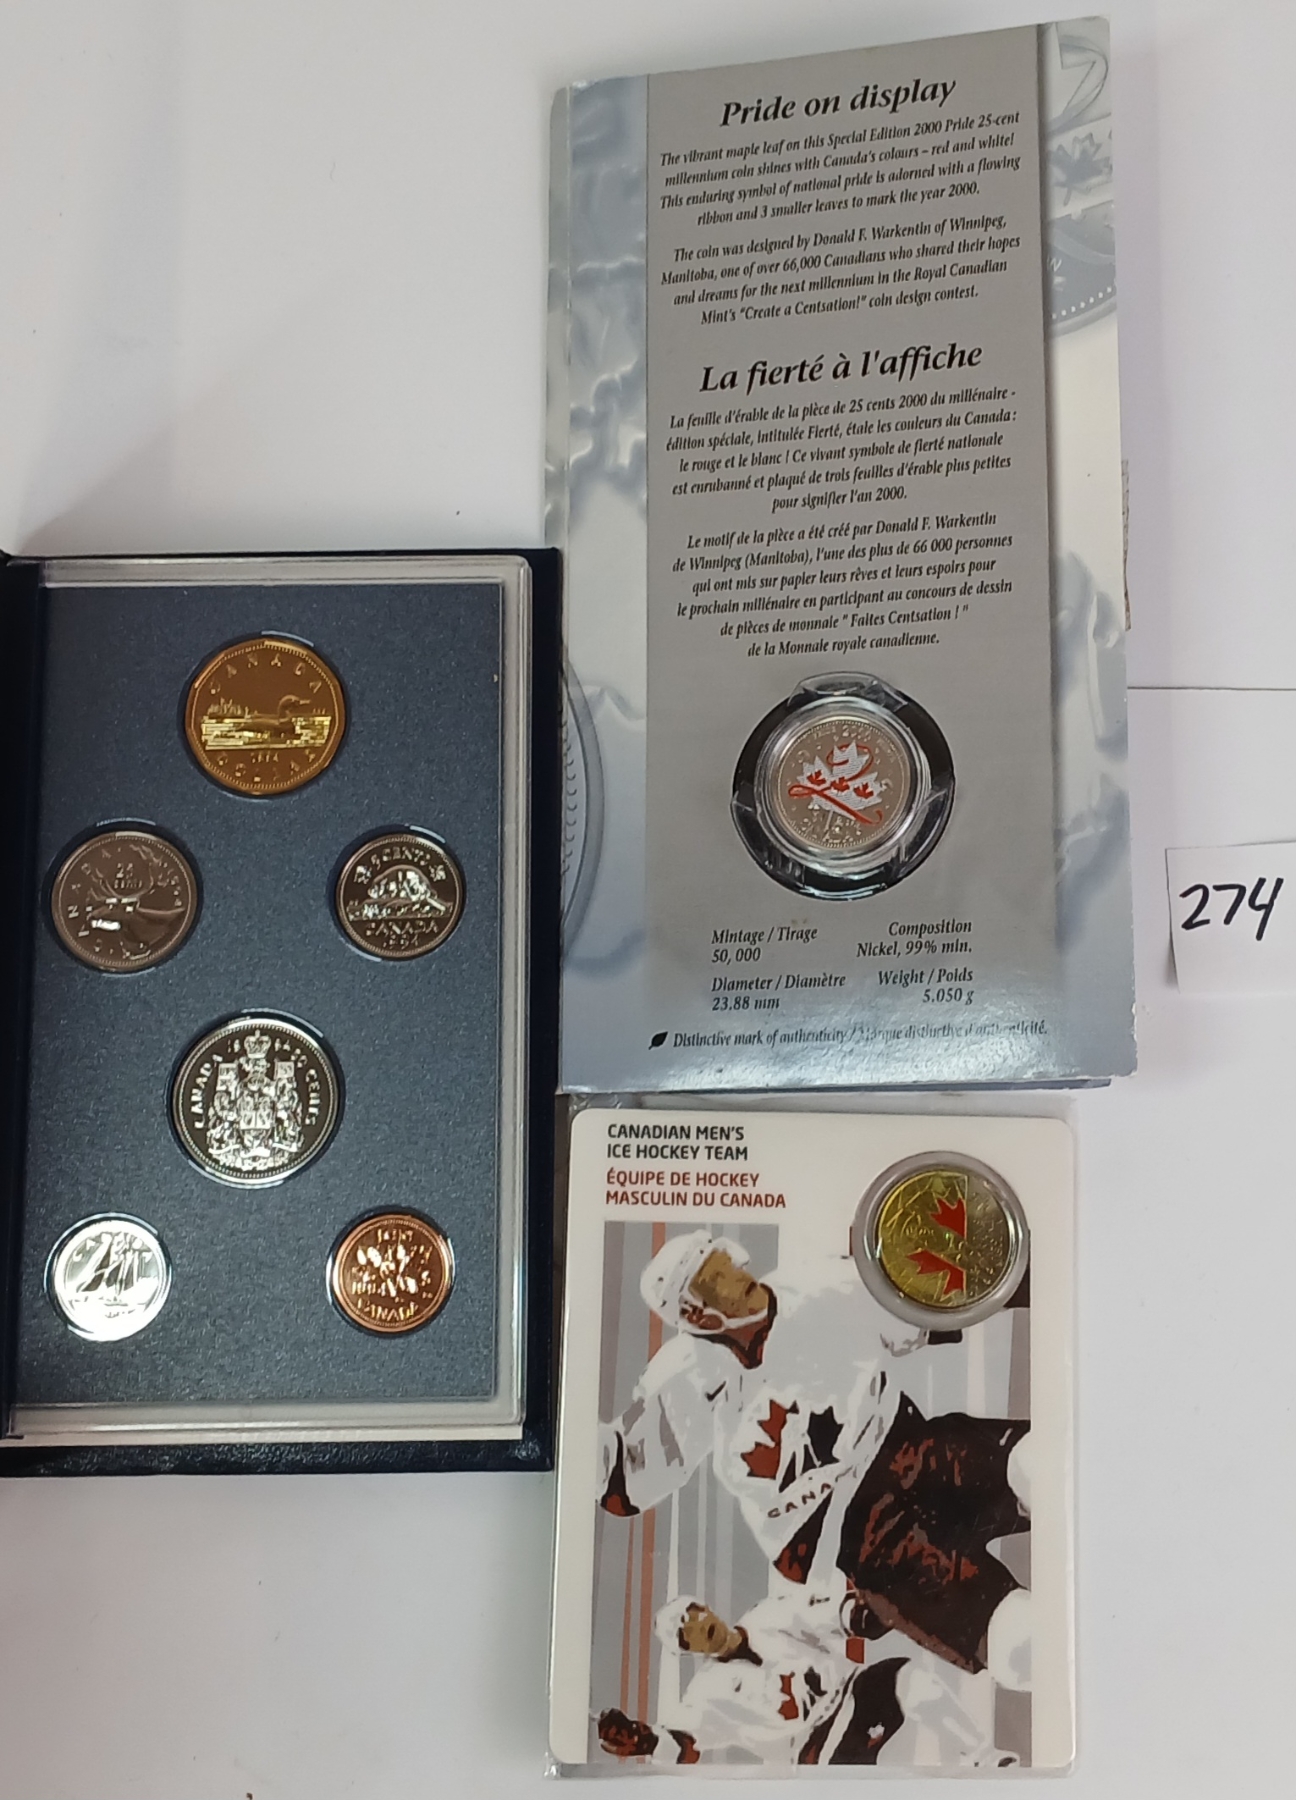 Pride on display
The vibrant maple leaf on this Special Edition 2000 Pride 25-cent
millennium coin shines with Canada's colours – red and white!
This enduring symbol of national pride is adorned with a flowing
ribbon and 3 smaller leaves to mark the year 2000.
The coin was designed by Donald F. Warkentin of Winnipeg,
Manitoba, one of over 66,000 Canadians who shared their hopes
and dreams for the next millennium in the Royal Canadian
Mint's "Create a Centsation!" coin design contest.
La fierté à l'affiche
La feuille d'érable de la pièce de 25 cents 2000 du millénaire -
édition spéciale, intitulée Fierté, étale les couleurs du Canada :
le rouge et le blanc ! Ce vivant symbole de fierté nationale
est enrubanné et plaqué de trois feuilles d'érable plus petites
pour signifier l'an 2000.
Le motif de la pièce a été créé par Donald F. Warkentin
de Winnipeg (Manitoba), l'une des plus de 66 000 personnes
qui ont mis sur papier leurs rêves et leurs espoirs pour
le prochain millénaire en participant au concours de dessin
de pièces de monnaie " Faites Centsation ! "
de la Monnaie royale canadienne.
Mintage / Tirage
50, 000
Composition
Nickel, 99% min.
Diameter / Diamètre
23.88 mm
Weight / Poids
5.050 g
Distinctive mark of authenticity / Marque distinctive d'authenticité.
274
CANADA
DOLLAR
5 CENTS
CANADA
1994
CANADA 1994 50 CENTS
CANADA
CANADIAN MEN'S
ICE HOCKEY TEAM
ÉQUIPE DE HOCKEY
MASCULIN DU CANADA
CANA